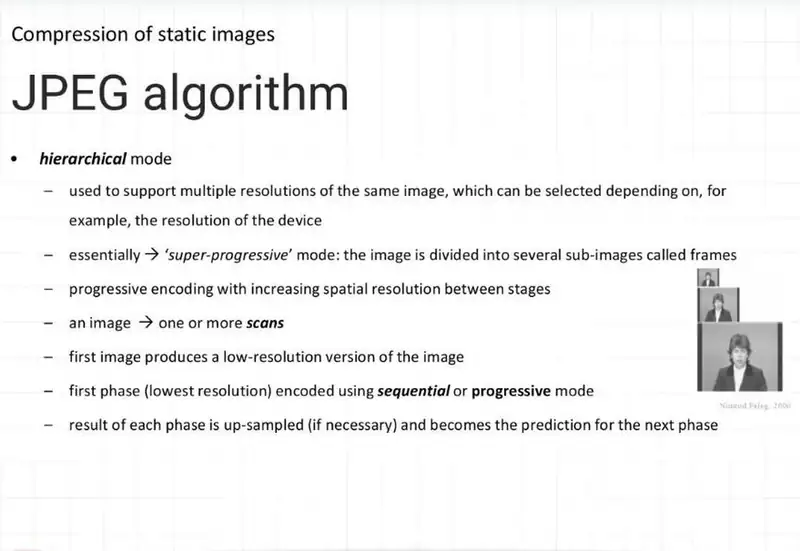 Compression of static images
JPEG algorithm
• hierarchical mode
– used to support multiple resolutions of the same image, which can be selected depending on, for
example, the resolution of the device
– essentially → ‘super-progressive’ mode: the image is divided into several sub-images called frames
– progressive encoding with increasing spatial resolution between stages
– an image → one or more scans
– first image produces a low-resolution version of the image
– first phase (lowest resolution) encoded using sequential or progressive mode
– result of each phase is up-sampled (if necessary) and becomes the prediction for the next phase
Nimrod Peleg, 2000